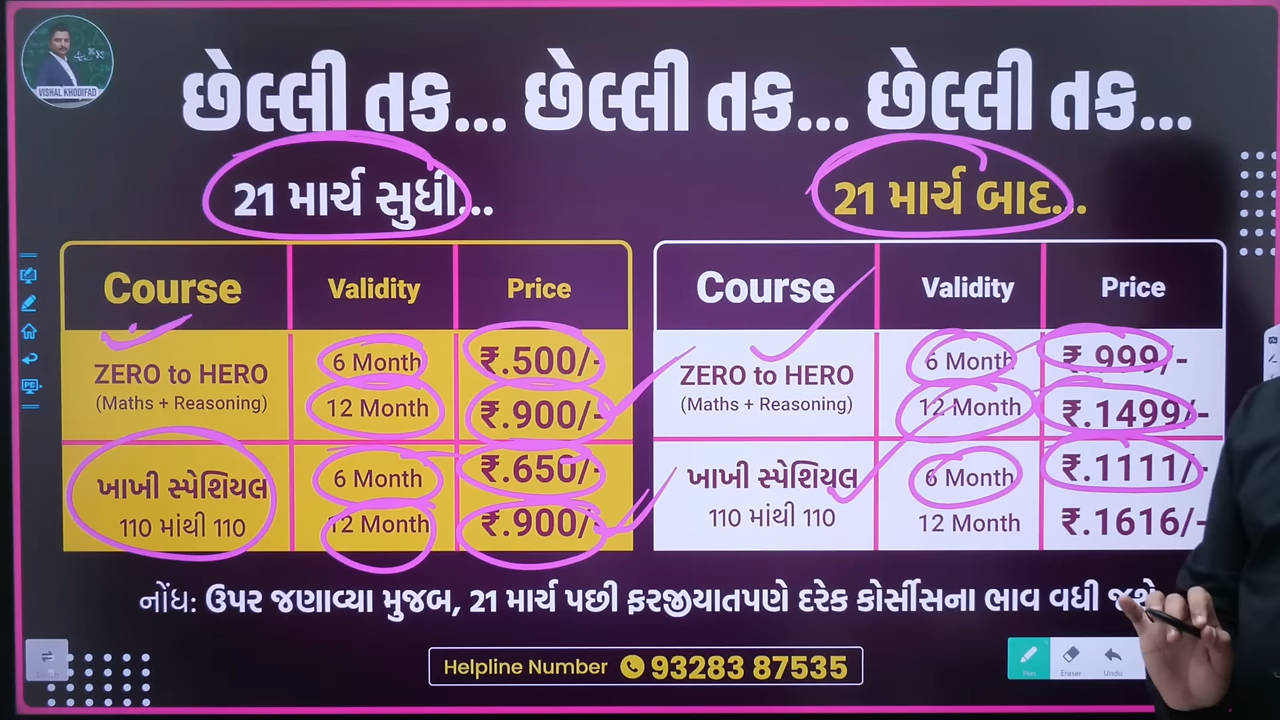 VISHAL KHODIFAD
છેલ્લી તક... છેલ્લી તક... છેલ્લી તક...
21 માર્ચ સુધી...
Course Validity Price
ZERO to HERO
(Maths + Reasoning)
6 Month ₹.500/-
12 Month ₹.900/-
ખાખી સ્પેશિયલ
110 માંથી 110
6 Month ₹.650/-
12 Month ₹.900/-
21 માર્ચ બાદ...
Course Validity Price
ZERO to HERO
(Maths + Reasoning)
6 Month ₹.999/-
12 Month ₹.1499/-
ખાખી સ્પેશિયલ
110 માંથી 110
6 Month ₹.1111/-
12 Month ₹.1616/-
નોંધ: ઉપર જણાવ્યા મુજબ, 21 માર્ચ પછી ફરજીયાતપણે દરેક કોર્સીસના ભાવ વધી જશે
Helpline Number 93283 87535
Pen Eraser Undo